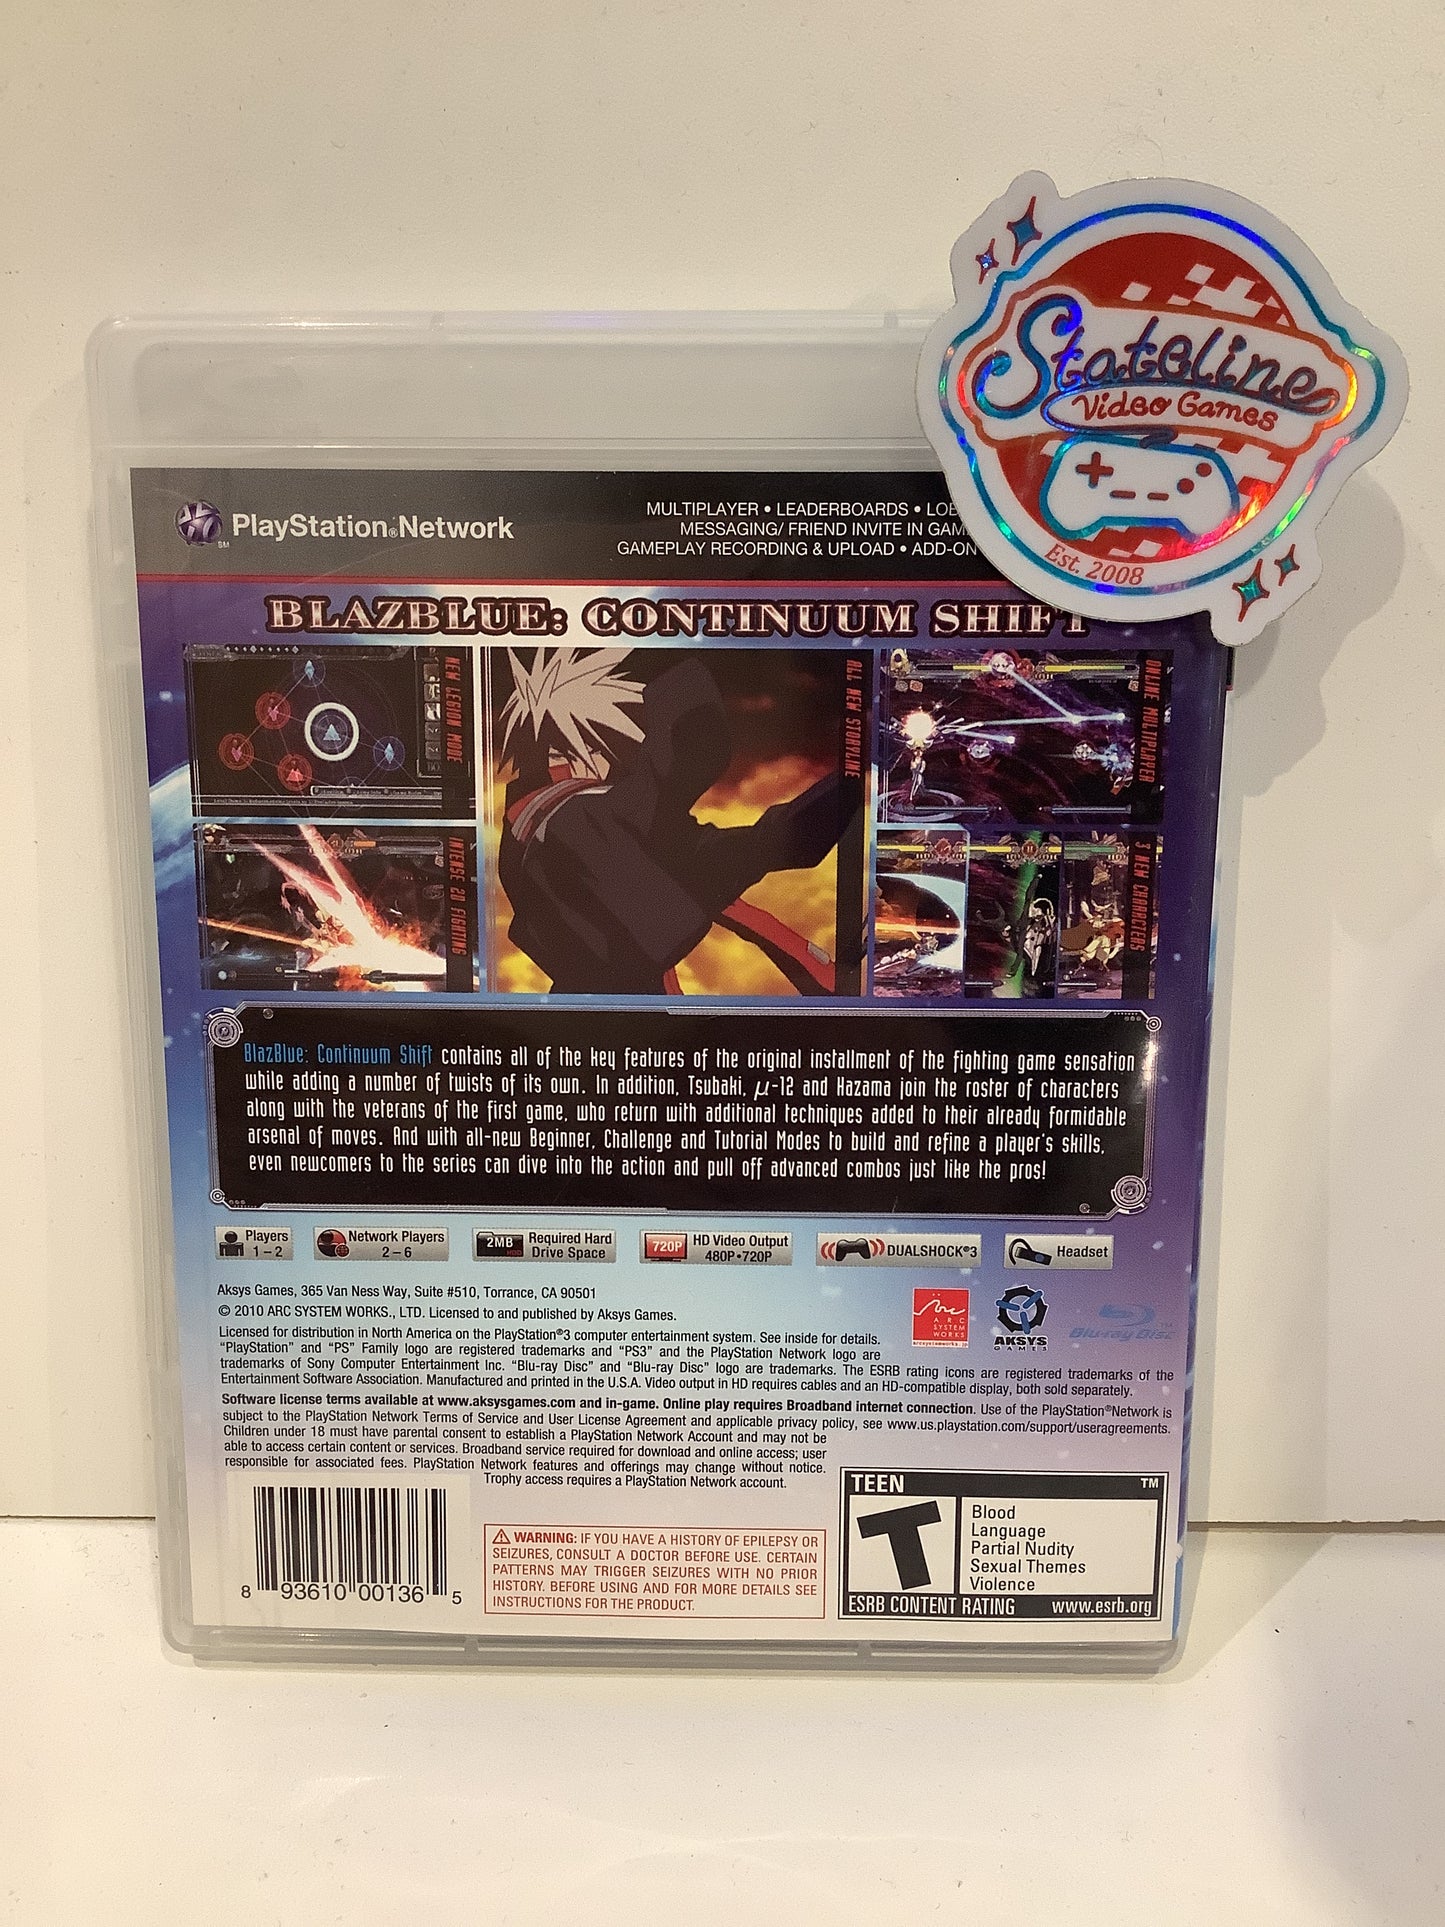 Stateline
Video Games
Est. 2008
PlayStation®Network
SM
MULTIPLAYER • LEADERBOARDS •
MESSAGING/ FRIEND INVITE IN
GAMEPLAY RECORDING & UPLOAD • ADD-ON
BLAZBLUE: CONTINUUM SHIFT
NEW LEGION MODE
ALL NEW STORYLINE
ONLINE MULTIPLAYER
INTENSE 2D FIGHTING
3 NEW CHARACTERS
BlazBlue: Continuum Shift contains all of the key features of the original installment of the fighting game sensation
while adding a number of twists of its own. In addition, Tsubaki, μ-12 and Hazama join the roster of characters
along with the veterans of the first game, who return with additional techniques added to their already formidable
arsenal of moves. And with all-new Beginner, Challenge and Tutorial Modes to build and refine a player's skills,
even newcomers to the series can dive into the action and pull off advanced combos just like the pros!
Players
1 – 2
Network Players
2 – 6
2MB
HDD
Required Hard
Drive Space
720P
HD Video Output
480P•720P
DUALSHOCK®3
Headset
Aksys Games, 365 Van Ness Way, Suite #510, Torrance, CA 90501
© 2010 ARC SYSTEM WORKS., LTD. Licensed to and published by Aksys Games.
ARC
SYSTEM
WORKS
arcsystemworks.jp
AKSYS
GAMES
Blu-ray Disc
TM
Licensed for distribution in North America on the PlayStation®3 computer entertainment system. See inside for details.
“PlayStation” and “PS” Family logo are registered trademarks and “PS3” and the PlayStation Network logo are
trademarks of Sony Computer Entertainment Inc. “Blu-ray Disc” and “Blu-ray Disc” logo are trademarks. The ESRB rating icons are registered trademarks of the
Entertainment Software Association. Manufactured and printed in the U.S.A. Video output in HD requires cables and an HD-compatible display, both sold separately.
Software license terms available at www.aksysgames.com and in-game. Online play requires Broadband internet connection. Use of the PlayStation®Network is
subject to the PlayStation Network Terms of Service and User License Agreement and applicable privacy policy, see www.us.playstation.com/support/useragreements.
Children under 18 must have parental consent to establish a PlayStation Network Account and may not be
able to access certain content or services. Broadband service required for download and online access; user
responsible for associated fees. PlayStation Network features and offerings may change without notice.
Trophy access requires a PlayStation Network account.
8 93610 00136 5
WARNING: IF YOU HAVE A HISTORY OF EPILEPSY OR
SEIZURES, CONSULT A DOCTOR BEFORE USE. CERTAIN
PATTERNS MAY TRIGGER SEIZURES WITH NO PRIOR
HISTORY. BEFORE USING AND FOR MORE DETAILS SEE
INSTRUCTIONS FOR THE PRODUCT.
TEEN
TM
T
Blood
Language
Partial Nudity
Sexual Themes
Violence
ESRB CONTENT RATING www.esrb.org